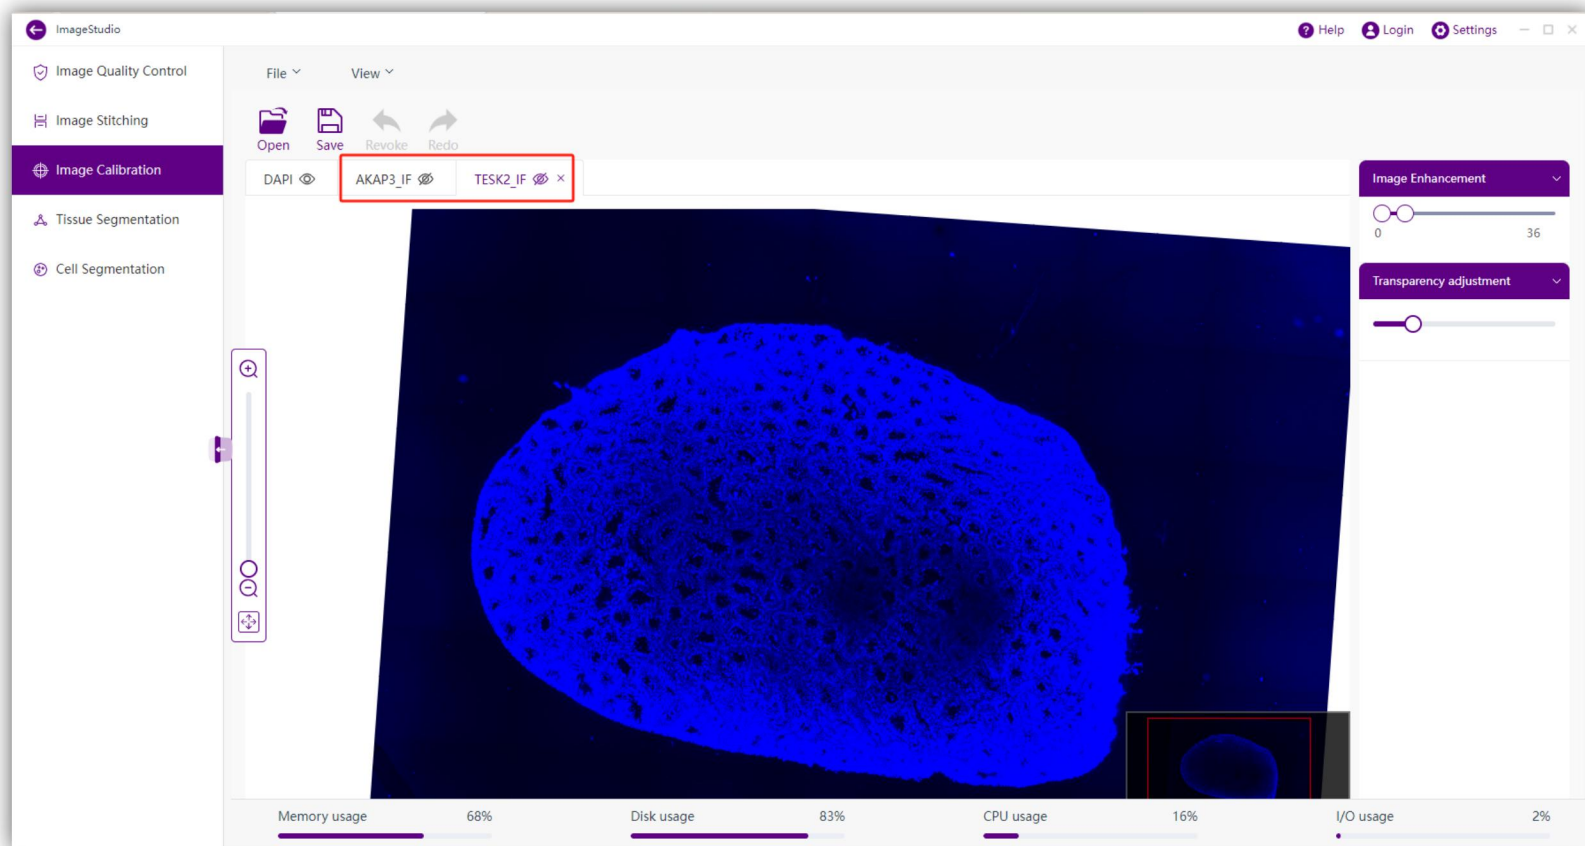 ImageStudio
Help Login Settings
Image Quality Control
Image Stitching
Image Calibration
Tissue Segmentation
Cell Segmentation
File View
Open Save Revoke Redo
DAPI AKAP3_IF TESK2_IF ×
Image Enhancement
0 36
Transparency adjustment
Memory usage 68% Disk usage 83% CPU usage 16% I/O usage 2%